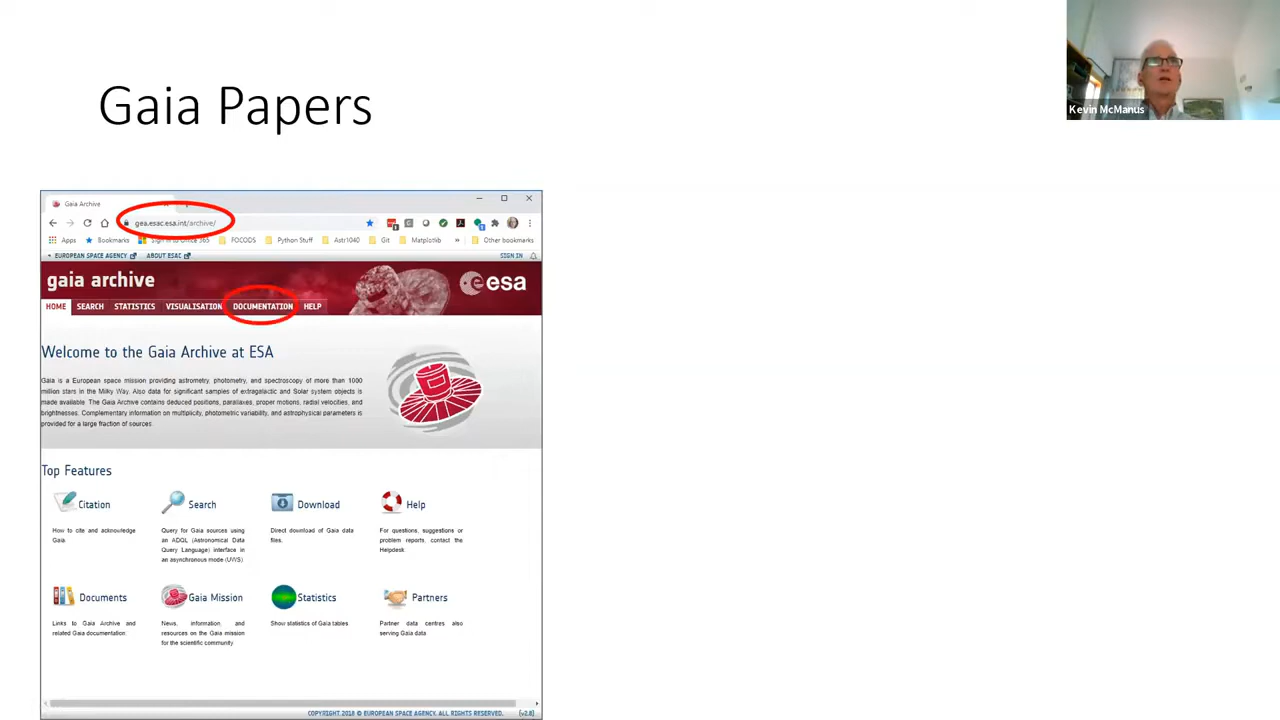 Gaia Papers
Kevin McManus
Gaia Archive
gea.esac.esa.int/archive/
Apps Bookmarks Sign in to Office 365 FOCODS Python Stuff Astr1040 Git Matplotlib » Other bookmarks
EUROPEAN SPACE AGENCY ABOUT ESAC SIGN IN
gaia archive
esa
HOME SEARCH STATISTICS VISUALISATION DOCUMENTATION HELP
Welcome to the Gaia Archive at ESA
Gaia is a European space mission providing astrometry, photometry, and spectroscopy of more than 1000
million stars in the Milky Way. Also data for significant samples of extragalactic and Solar system objects is
made available. The Gaia Archive contains deduced positions, parallaxes, proper motions, radial velocities, and
brightnesses. Complementary information on multiplicity, photometric variability, and astrophysical parameters is
provided for a large fraction of sources.
Top Features
Citation
How to cite and acknowledge
Gaia.
Search
Query for Gaia sources using
an ADQL (Astronomical Data
Query Language) interface in
an asynchronous mode (UWS)
Download
Direct download of Gaia data
files.
Help
For questions, suggestions or
problem reports, contact the
Helpdesk.
Documents
Links to Gaia Archive and
related Gaia documentation.
Gaia Mission
News, information, and
resources on the Gaia mission
for the scientific community
Statistics
Show statistics of Gaia tables
Partners
Partner data centres also
serving Gaia data
COPYRIGHT 2018 © EUROPEAN SPACE AGENCY. ALL RIGHTS RESERVED. (v2.8)